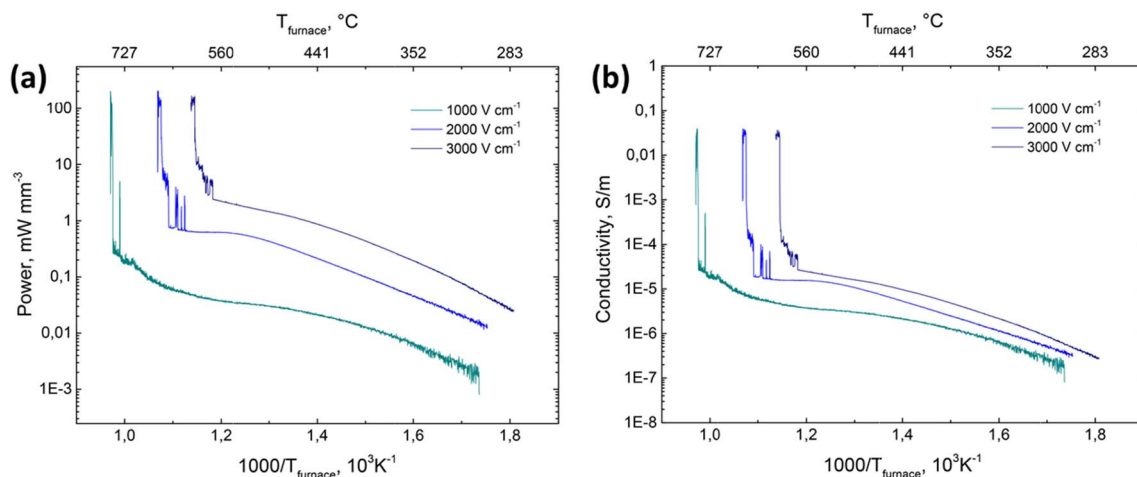 T_furnace, °C
727 560 441 352 283
(a)
100
10
1
0,1
0,01
1E-3
Power, mW mm⁻³
1000 V cm⁻¹
2000 V cm⁻¹
3000 V cm⁻¹
1,0 1,2 1,4 1,6 1,8
1000/T_furnace, 10³K⁻¹
T_furnace, °C
727 560 441 352 283
(b)
1
0,1
0,01
1E-3
1E-4
1E-5
1E-6
1E-7
1E-8
Conductivity, S/m
1000 V cm⁻¹
2000 V cm⁻¹
3000 V cm⁻¹
1,0 1,2 1,4 1,6 1,8
1000/T_furnace, 10³K⁻¹